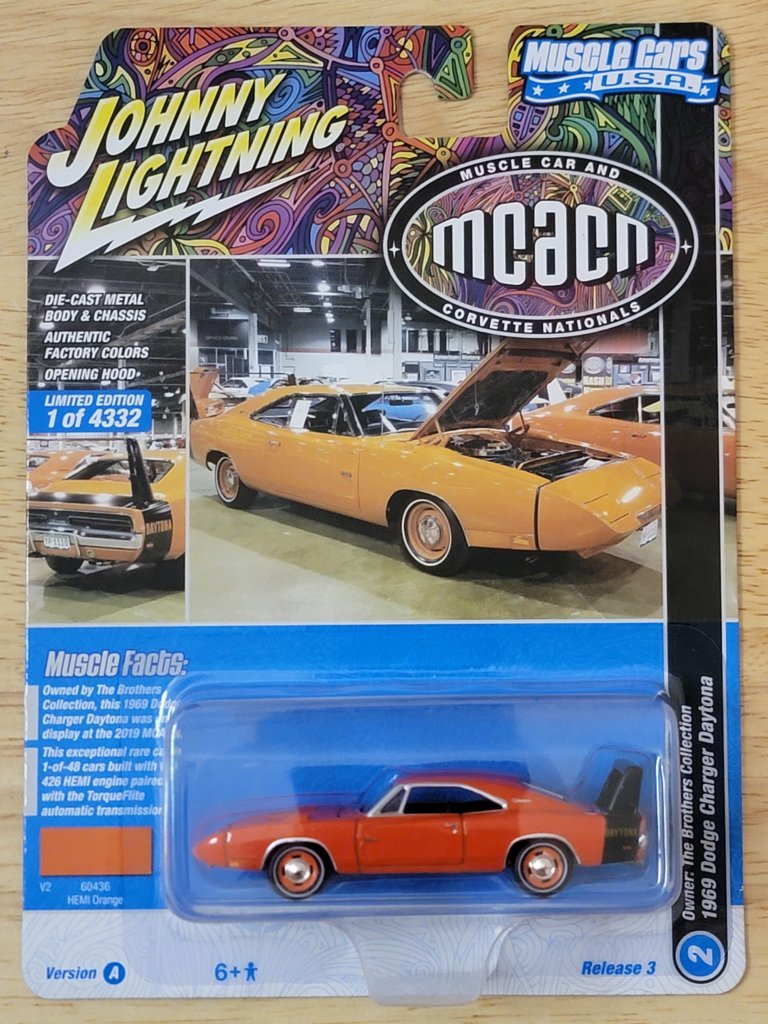 JOHNNY
LIGHTNING
MUSCLE CARS
U.S.A.
MUSCLE CAR AND
mcacn
CORVETTE NATIONALS
DIE-CAST METAL
BODY & CHASSIS
AUTHENTIC
FACTORY COLORS
OPENING HOOD
LIMITED EDITION
1 of 4332
American Motors
NASH
DAYTONA
Muscle Facts:
Owned by The Brothers
Collection, this 1969
Charger Daytona was
display at the 2019
This exceptional rare
1-of-48 cars built with
426 HEMI engine paired
with the TorqueFlite
automatic transmission
DAYTONA
V2 60436
HEMI Orange
Owner: The Brothers Collection
1969 Dodge Charger Daytona
2
Version A
6+
Release 3